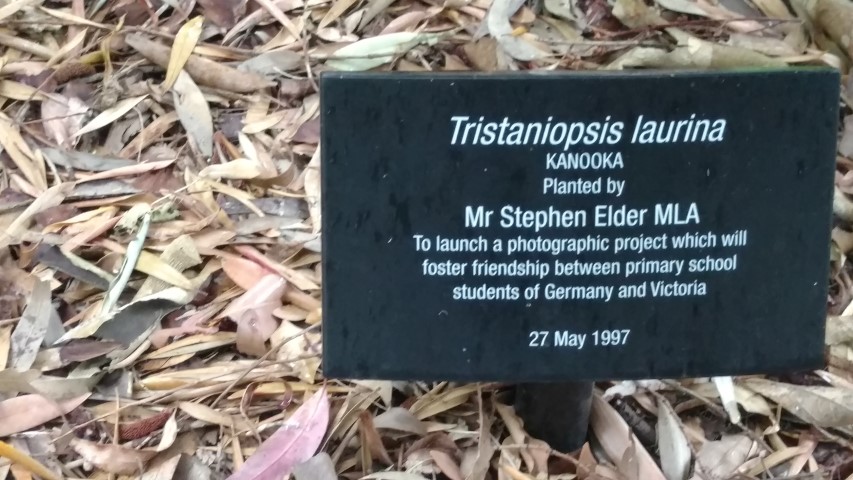 Tristaniopsis laurina
KANOOKA
Planted by
Mr Stephen Elder MLA
To launch a photographic project which will
foster friendship between primary school
students of Germany and Victoria
27 May 1997